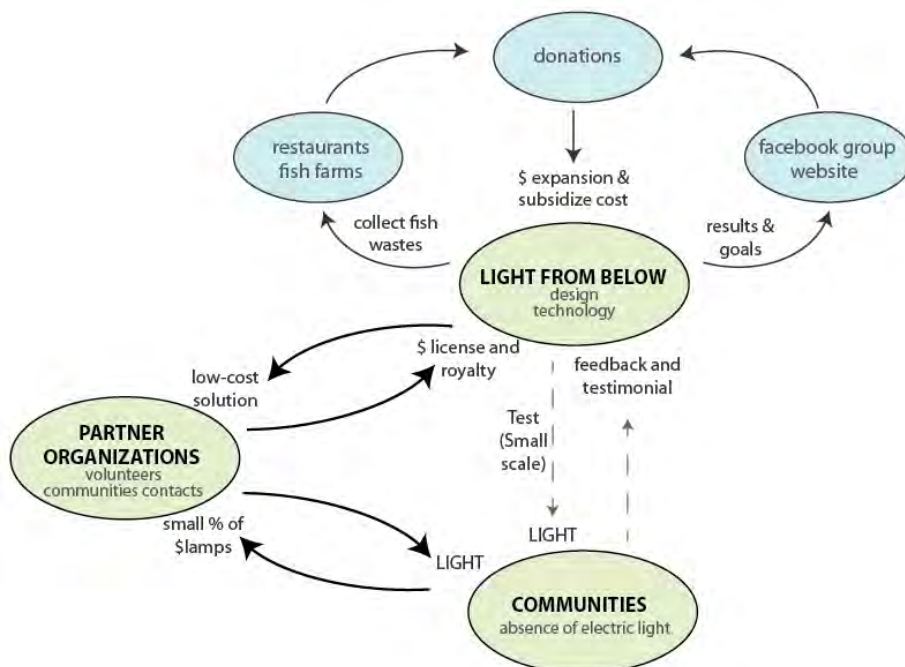 donations
restaurants
fish farms
facebook group
website
$ expansion &
subsidize cost
collect fish
wastes
results &
goals
LIGHT FROM BELOW
design
technology
$ license and
royalty
feedback and
testimonial
low-cost
solution
Test
(Small
scale)
PARTNER
ORGANIZATIONS
volunteers
communities contacts
small % of
$lamps
LIGHT
LIGHT
COMMUNITIES
absence of electric light